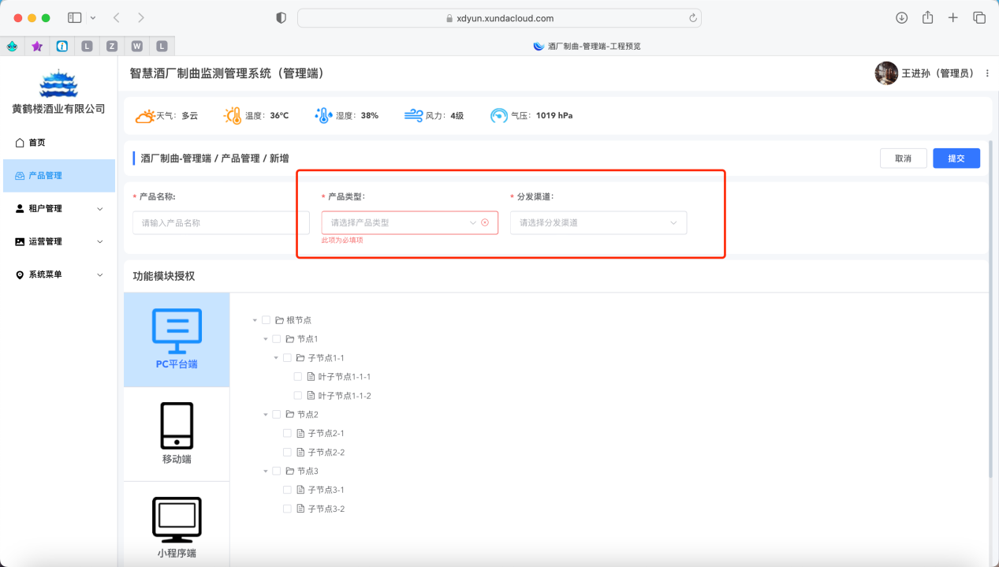 xdyun.xundacloud.com
L
Z
W
L
酒厂制曲-管理端-工程预览
黄鹤楼酒业有限公司
首页
产品管理
租户管理
运营管理
系统菜单
智慧酒厂制曲监测管理系统（管理端）
王进孙（管理员）
天气： 多云
温度： 36℃
湿度： 38%
风力： 4级
气压： 1019 hPa
酒厂制曲-管理端 / 产品管理 / 新增
取消
提交
* 产品名称:
请输入产品名称
* 产品类型:
请选择产品类型
此项为必填项
* 分发渠道:
请选择分发渠道
功能模块授权
PC平台端
移动端
小程序端
根节点
节点1
子节点1-1
叶子节点1-1-1
叶子节点1-1-2
节点2
子节点2-1
子节点2-2
节点3
子节点3-1
子节点3-2